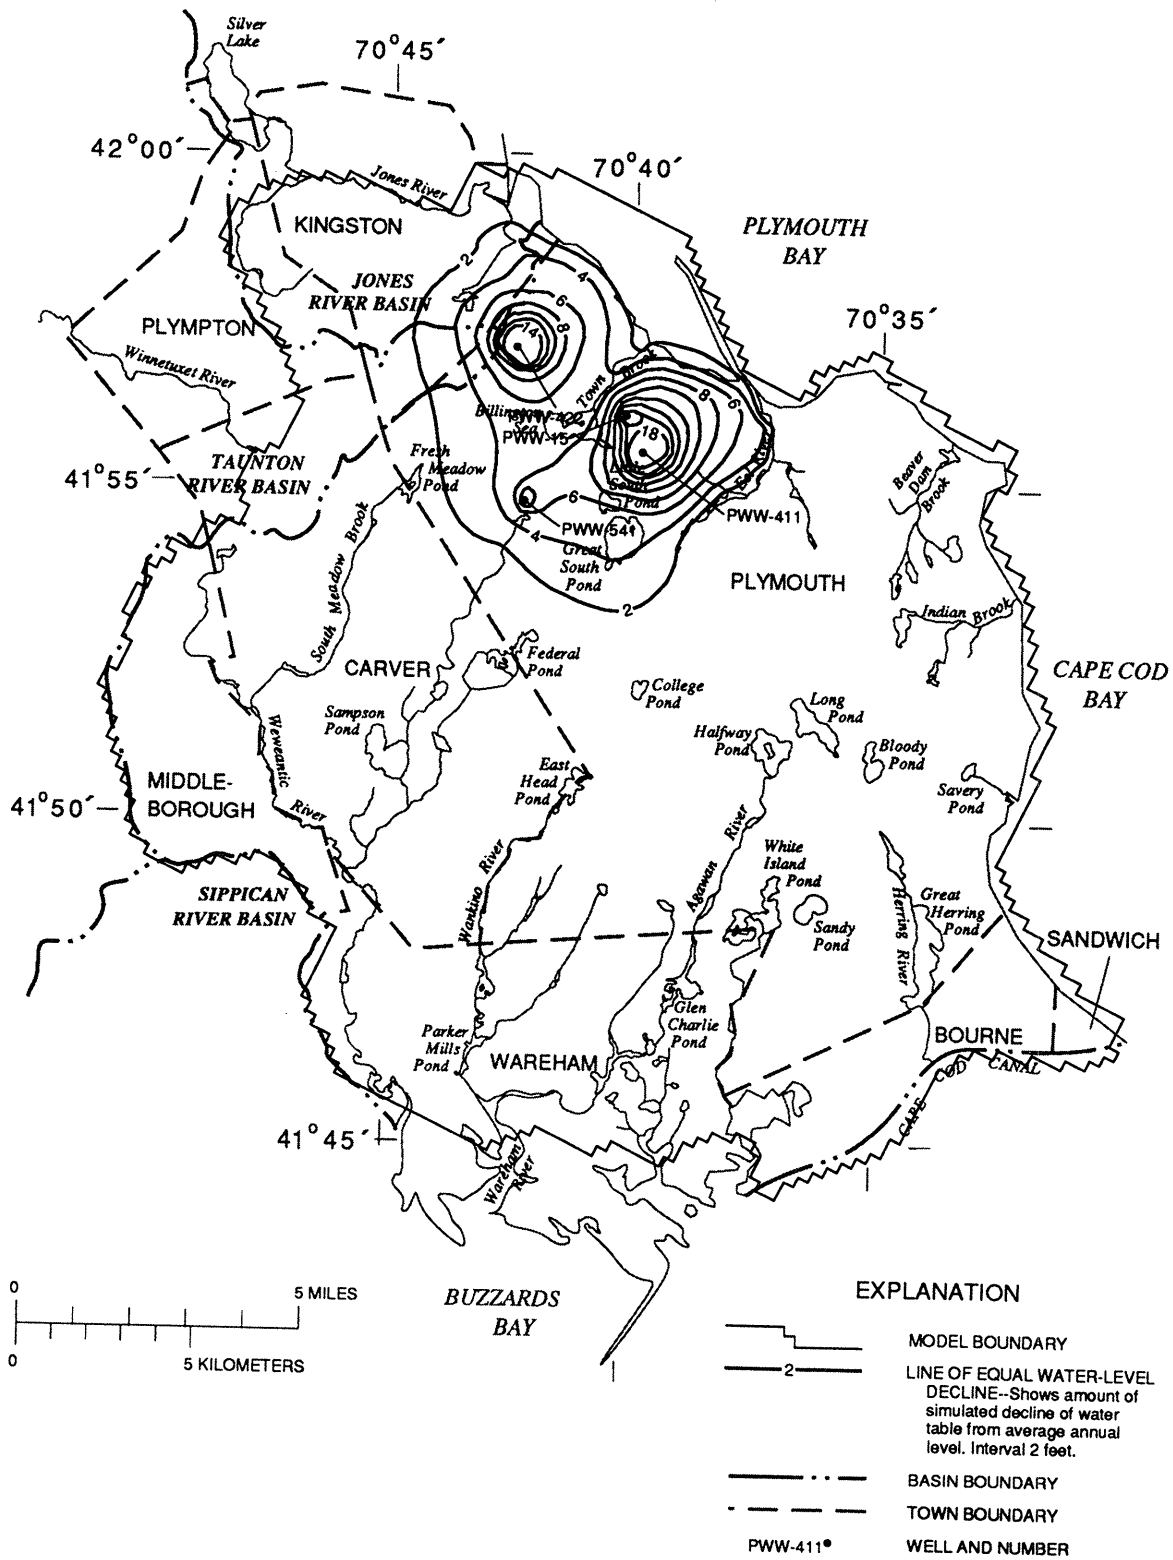 Silver
Lake
70°45′
42°00′
70°40′
Jones River
KINGSTON
PLYMOUTH
BAY
2
4
JONES
RIVER BASIN
6
8
14
70°35′
PLYMPTON
Winnetuxet River
Town Brook
8
6
Billington
Sea
PWW-15
18
Fresh
Meadow
Pond
TAUNTON
RIVER BASIN
41°55′
South
Pond
Eel River
Beaver
Dam
Brook
6
PWW-411
PWW-541
4
Great
South
Pond
PLYMOUTH
2
South Meadow Brook
Indian Brook
CARVER
Federal
Pond
CAPE COD
BAY
College
Pond
Long
Pond
Sampson
Pond
Halfway
Pond
Bloody
Pond
Weweantic
River
East
Head
Pond
Savery
Pond
MIDDLE-
BOROUGH
41°50′
Agawan River
White
Island
Pond
Wankino River
SIPPICAN
RIVER BASIN
Herring River
Great
Herring
Pond
Sandy
Pond
SANDWICH
Glen
Charlie
Pond
Parker
Mills
Pond
WAREHAM
BOURNE
CAPE COD CANAL
41°45′
Wareham
River
BUZZARDS
BAY
0
5 MILES
0
5 KILOMETERS
EXPLANATION
MODEL BOUNDARY
2
LINE OF EQUAL WATER-LEVEL
DECLINE--Shows amount of
simulated decline of water
table from average annual
level. Interval 2 feet.
BASIN BOUNDARY
TOWN BOUNDARY
PWW-411
WELL AND NUMBER